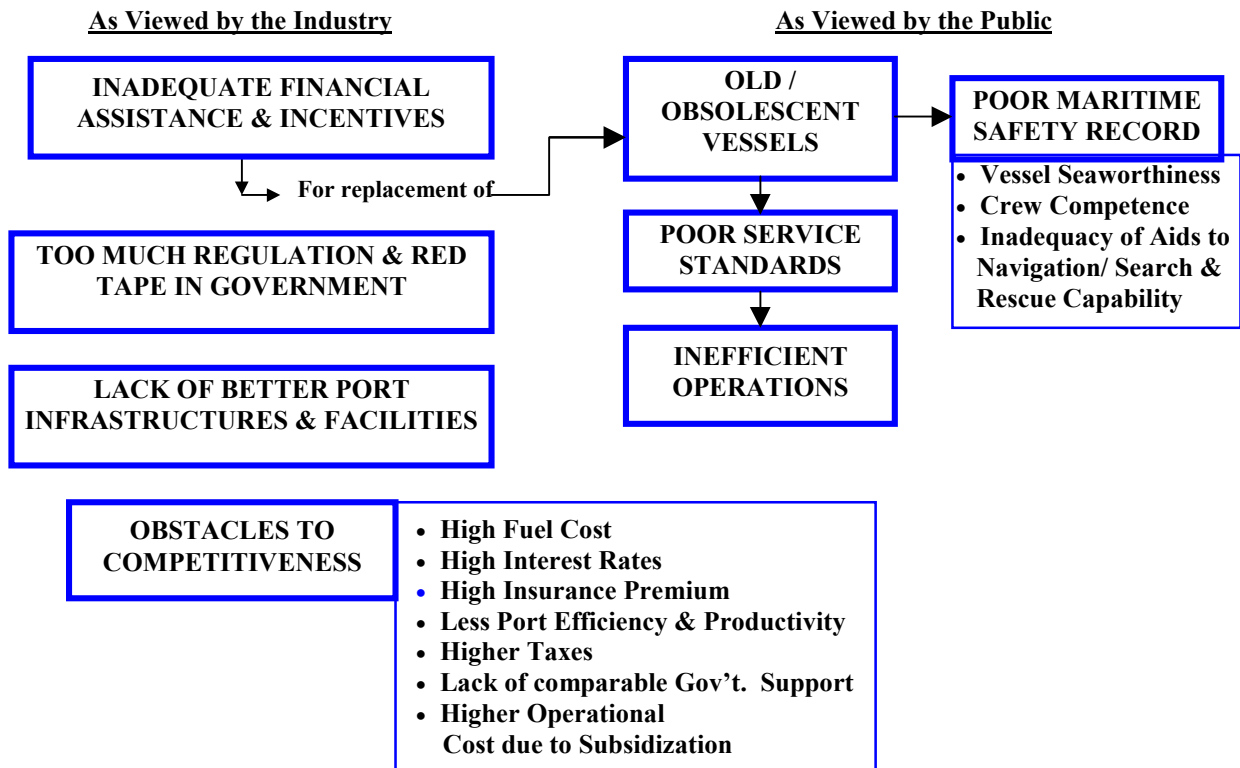 As Viewed by the Industry
INADEQUATE FINANCIAL
ASSISTANCE & INCENTIVES
For replacement of
TOO MUCH REGULATION & RED
TAPE IN GOVERNMENT
LACK OF BETTER PORT
INFRASTRUCTURES & FACILITIES
As Viewed by the Public
OLD /
OBSOLESCENT
VESSELS
POOR SERVICE
STANDARDS
INEFFICIENT
OPERATIONS
POOR MARITIME
SAFETY RECORD
• Vessel Seaworthiness
• Crew Competence
• Inadequacy of Aids to
Navigation/ Search &
Rescue Capability
OBSTACLES TO
COMPETITIVENESS
• High Fuel Cost
• High Interest Rates
• High Insurance Premium
• Less Port Efficiency & Productivity
• Higher Taxes
• Lack of comparable Gov’t. Support
• Higher Operational
Cost due to Subsidization